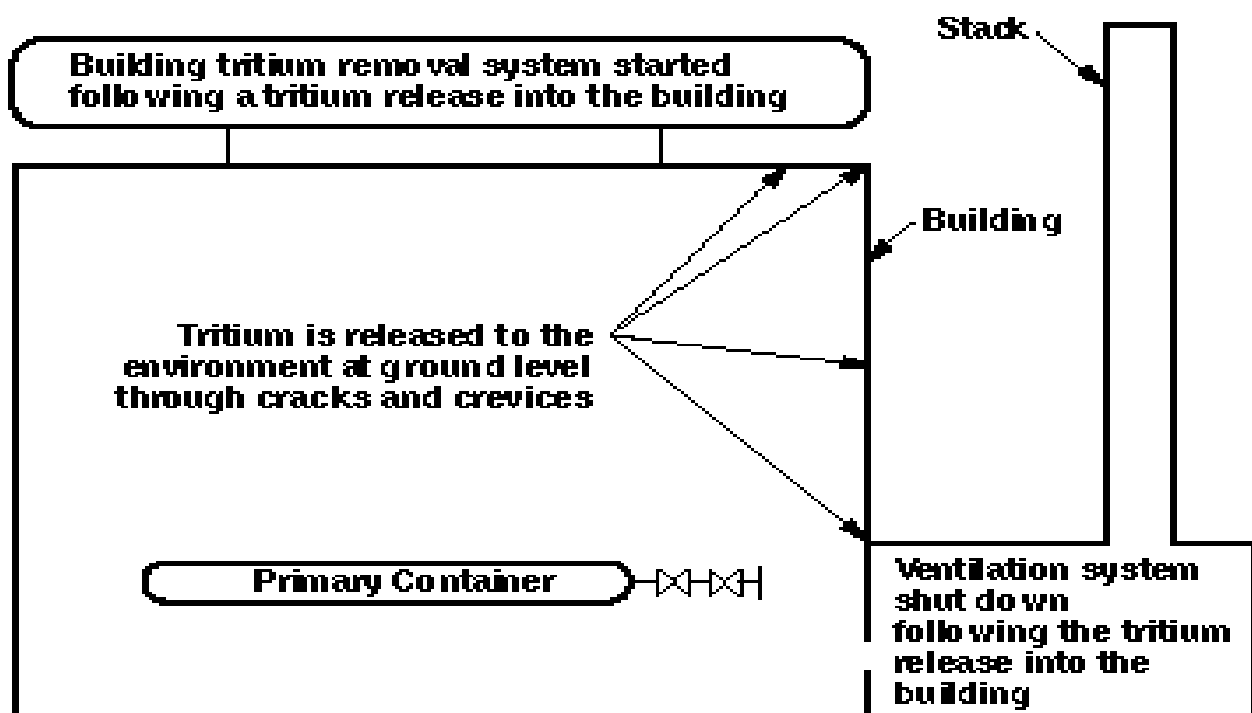 Stack
Building tritium removal system started
following a tritium release into the building
Building
Tritium is released to the
environment at ground level
through cracks and crevices
Primary Container
Ventilation system
shut down
following the tritium
release into the
building